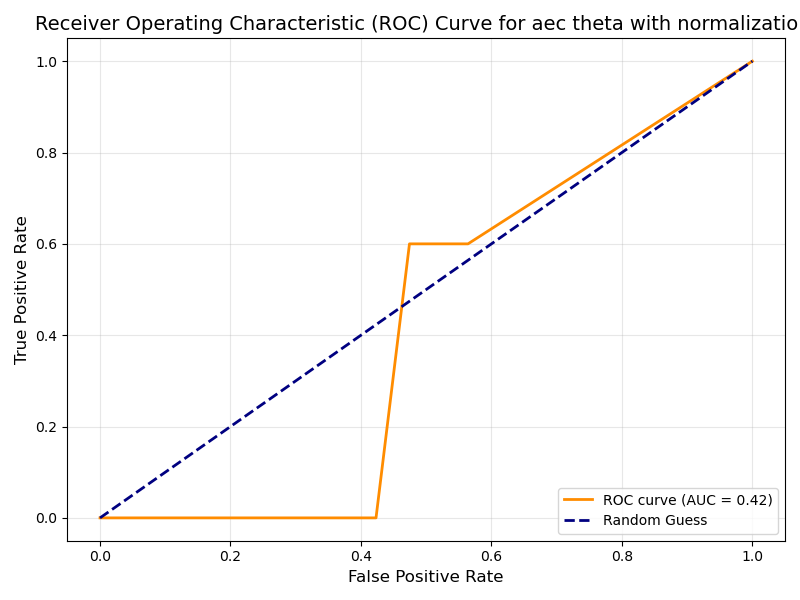 Receiver Operating Characteristic (ROC) Curve for aec theta with normalizatio
1.0
0.8
0.6
0.4
0.2
0.0
True Positive Rate
0.0 0.2 0.4 0.6 0.8 1.0
False Positive Rate
ROC curve (AUC = 0.42)
Random Guess